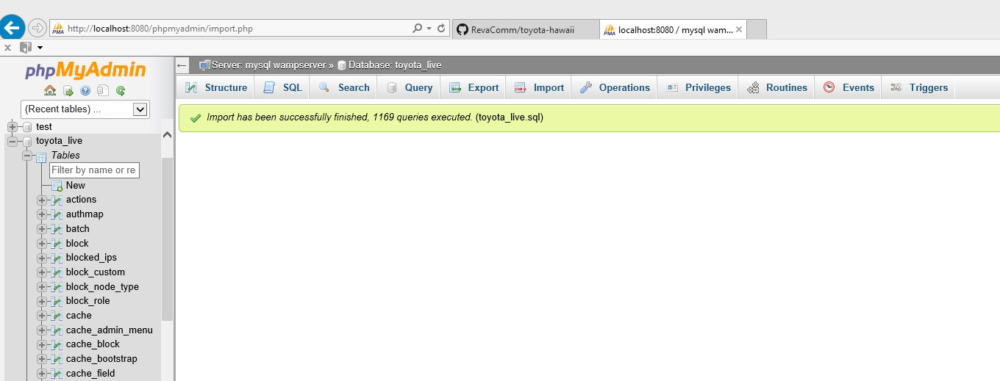 http://localhost:8080/phpmyadmin/import.php
RevaComm/toyota-hawaii
PMA localhost:8080 / mysql wam...
phpMyAdmin
(Recent tables) ...
test
toyota_live
Tables
Filter by name or re
New
actions
authmap
batch
block
blocked_ips
block_custom
block_node_type
block_role
cache
cache_admin_menu
cache_block
cache_bootstrap
cache_field
Server: mysql wampserver » Database: toyota_live
Structure SQL Search Query Export Import Operations Privileges Routines Events Triggers
Import has been successfully finished, 1169 queries executed. (toyota_live.sql)